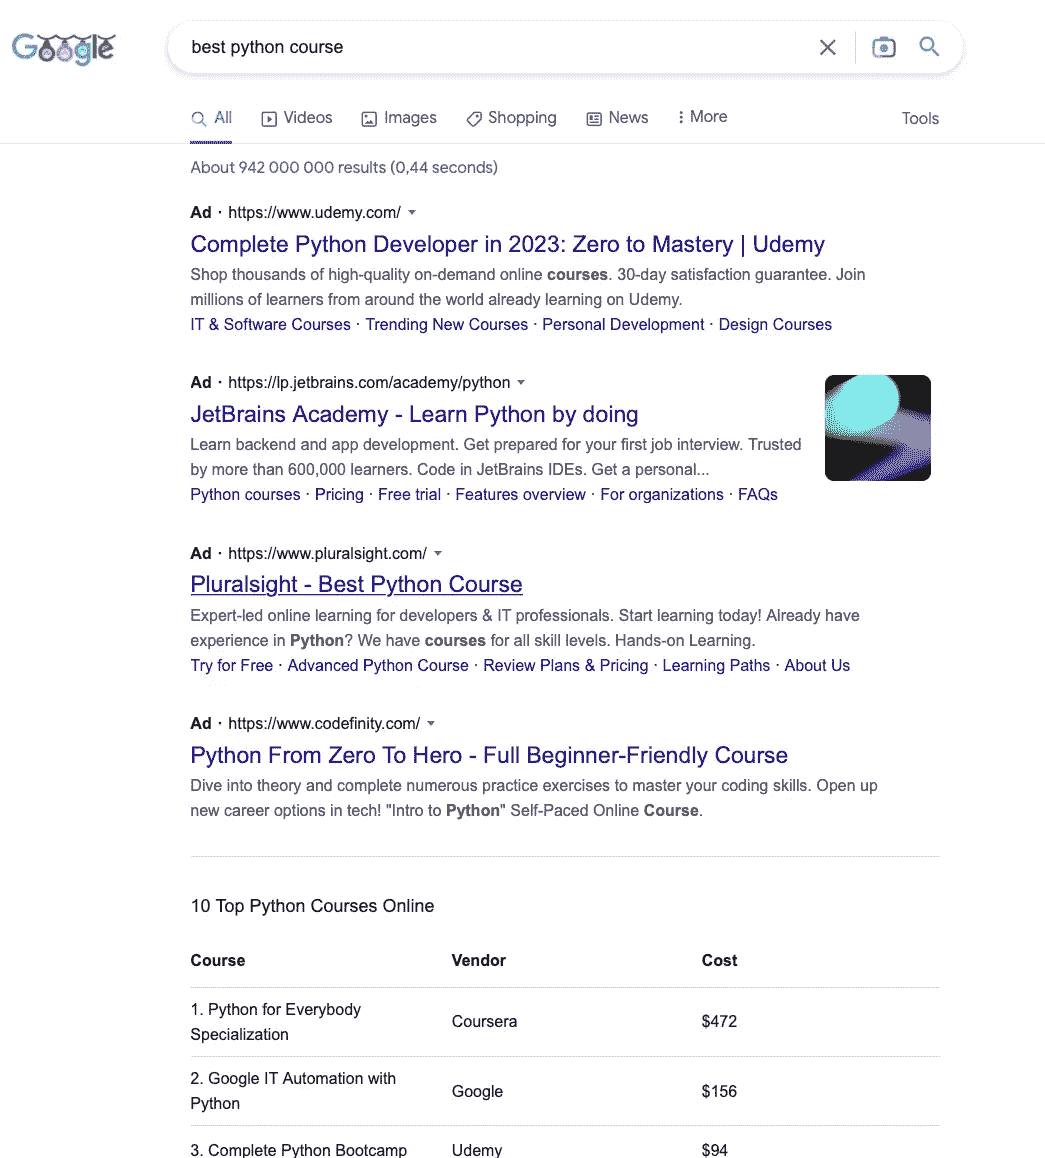 Google
best python course
All
Videos
Images
Shopping
News
More
Tools
About 942 000 000 results (0,44 seconds)
Ad · https://www.udemy.com/
Complete Python Developer in 2023: Zero to Mastery | Udemy
Shop thousands of high-quality on-demand online courses. 30-day satisfaction guarantee. Join
millions of learners from around the world already learning on Udemy.
IT & Software Courses · Trending New Courses · Personal Development · Design Courses
Ad · https://lp.jetbrains.com/academy/python
JetBrains Academy - Learn Python by doing
Learn backend and app development. Get prepared for your first job interview. Trusted
by more than 600,000 learners. Code in JetBrains IDEs. Get a personal...
Python courses · Pricing · Free trial · Features overview · For organizations · FAQs
Ad · https://www.pluralsight.com/
Pluralsight - Best Python Course
Expert-led online learning for developers & IT professionals. Start learning today! Already have
experience in Python? We have courses for all skill levels. Hands-on Learning.
Try for Free · Advanced Python Course · Review Plans & Pricing · Learning Paths · About Us
Ad · https://www.codefinity.com/
Python From Zero To Hero - Full Beginner-Friendly Course
Dive into theory and complete numerous practice exercises to master your coding skills. Open up
new career options in tech! "Intro to Python" Self-Paced Online Course.
10 Top Python Courses Online
Course Vendor Cost
1. Python for Everybody
Specialization
Coursera $472
2. Google IT Automation with
Python
Google $156
3. Complete Python Bootcamp Udemy $94